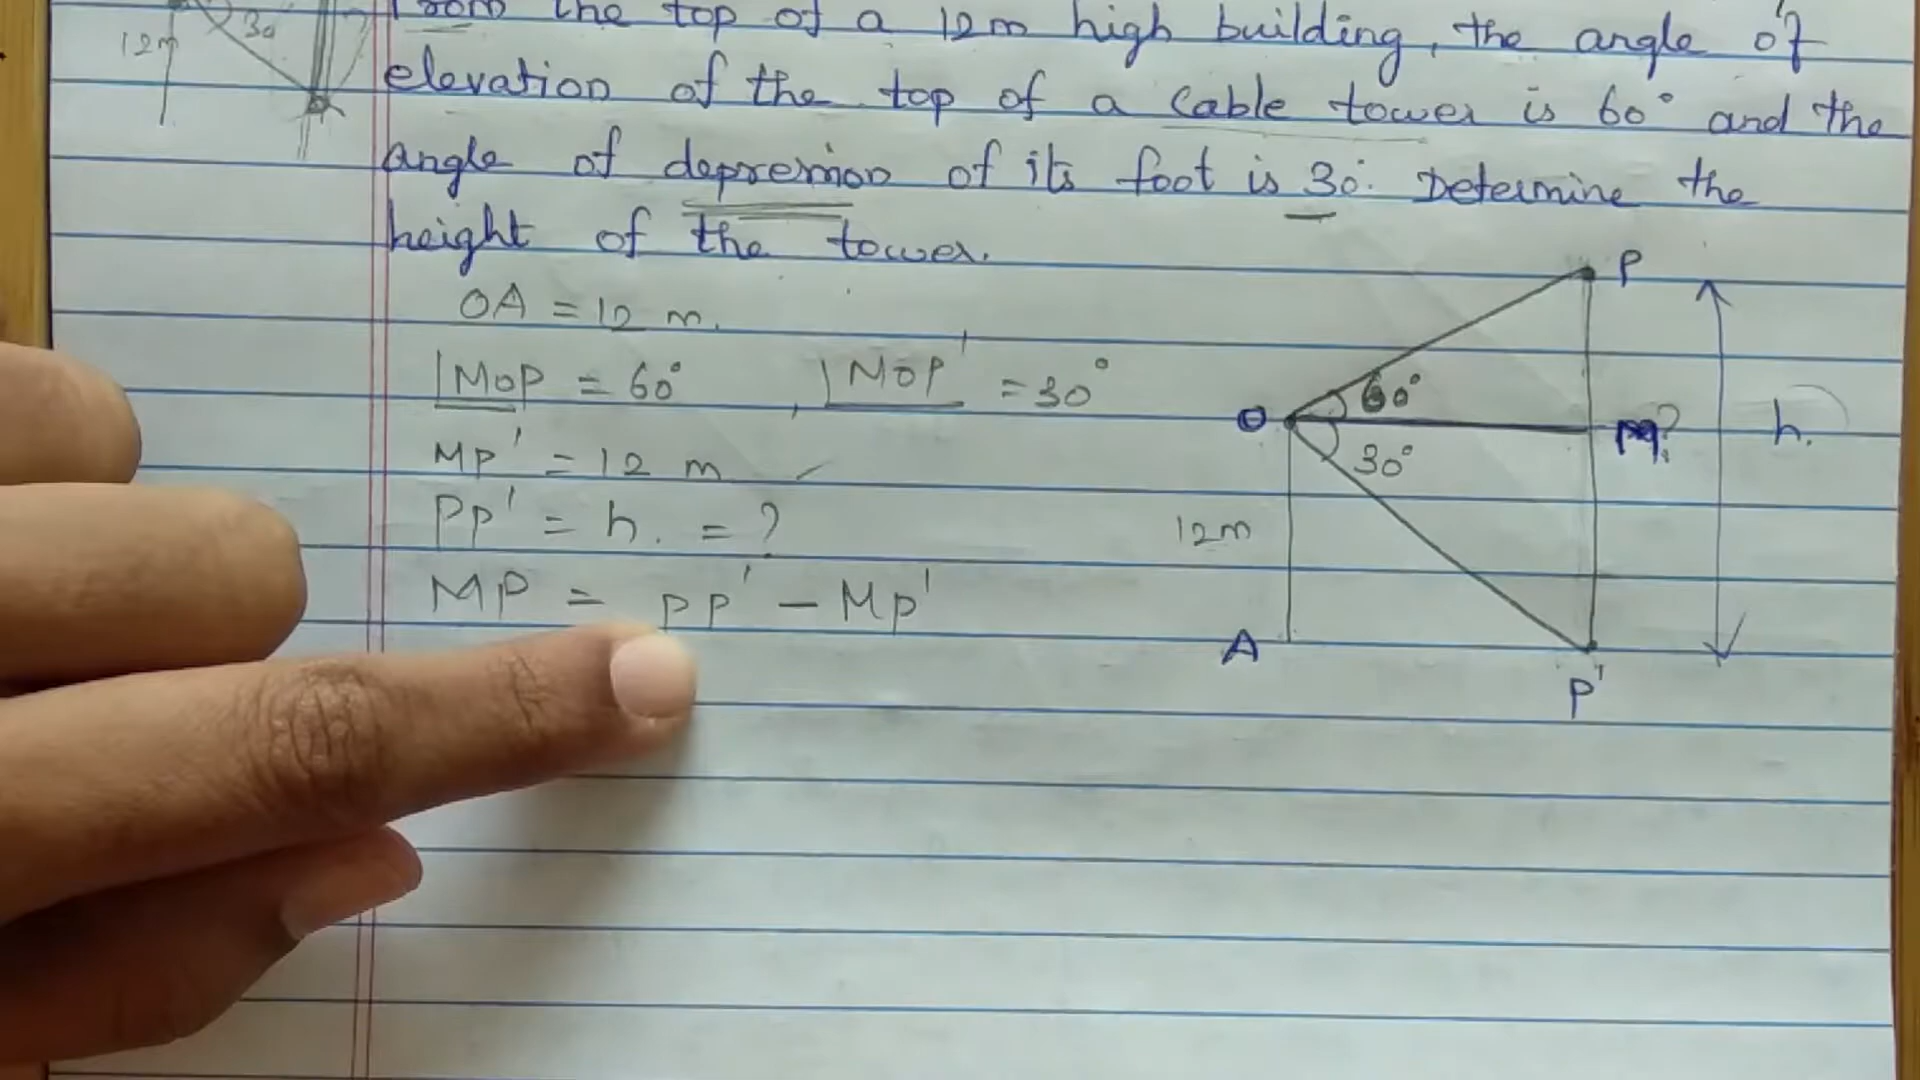 From the top of a 12m high building, the angle of
elevation of the top of a Cable tower is 60° and the
angle of depression of its foot is 30°. Determine the
height of the tower.
OA = 12 m.
∠MOP = 60°, ∠MOP' = 30°
MP' = 12 m
PP' = h. = ?
MP = PP' - MP'
12m
30
P
60°
O
M?
h.
30°
12m
A
P'